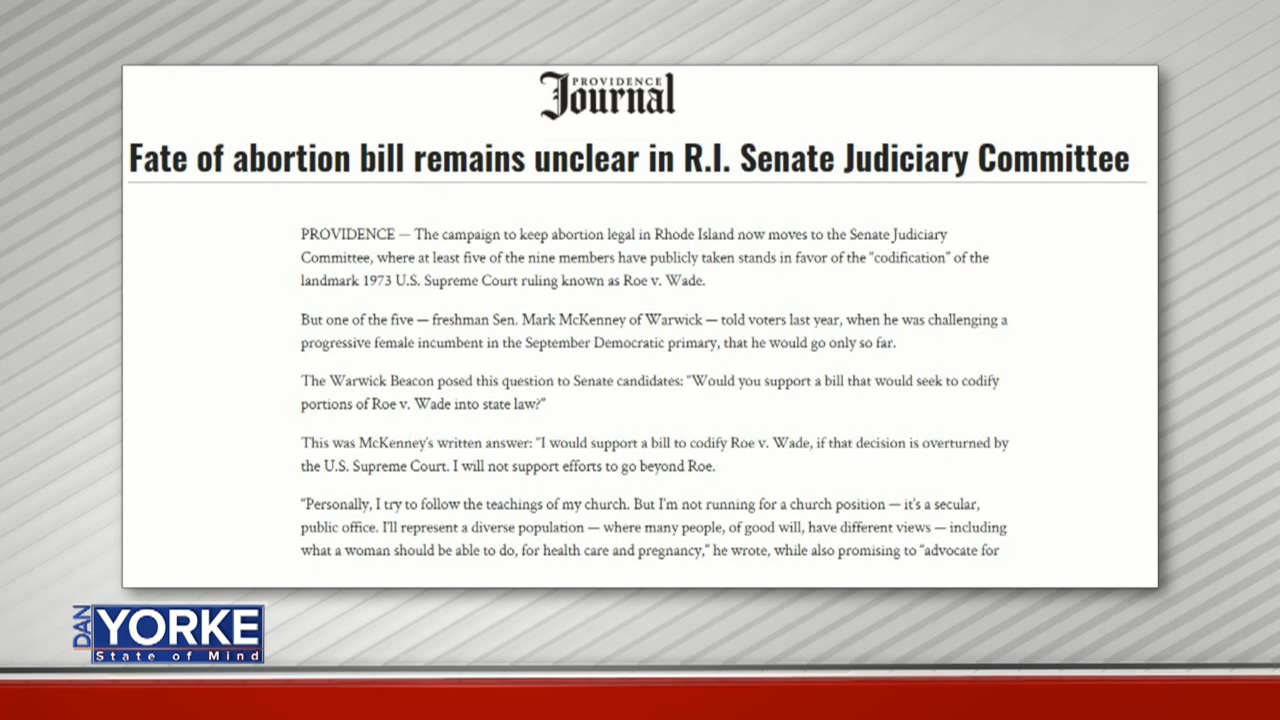 PROVIDENCE
Journal
Fate of abortion bill remains unclear in R.I. Senate Judiciary Committee
PROVIDENCE — The campaign to keep abortion legal in Rhode Island now moves to the Senate Judiciary
Committee, where at least five of the nine members have publicly taken stands in favor of the “codification” of the
landmark 1973 U.S. Supreme Court ruling known as Roe v. Wade.
But one of the five — freshman Sen. Mark McKenney of Warwick — told voters last year, when he was challenging a
progressive female incumbent in the September Democratic primary, that he would go only so far.
The Warwick Beacon posed this question to Senate candidates: “Would you support a bill that would seek to codify
portions of Roe v. Wade into state law?”
This was McKenney’s written answer: “I would support a bill to codify Roe v. Wade, if that decision is overturned by
the U.S. Supreme Court. I will not support efforts to go beyond Roe.
“Personally, I try to follow the teachings of my church. But I’m not running for a church position — it’s a secular,
public office. I’ll represent a diverse population — where many people, of good will, have different views — including
what a woman should be able to do, for health care and pregnancy,” he wrote, while also promising to “advocate for
DAN
YORKE
State of Mind